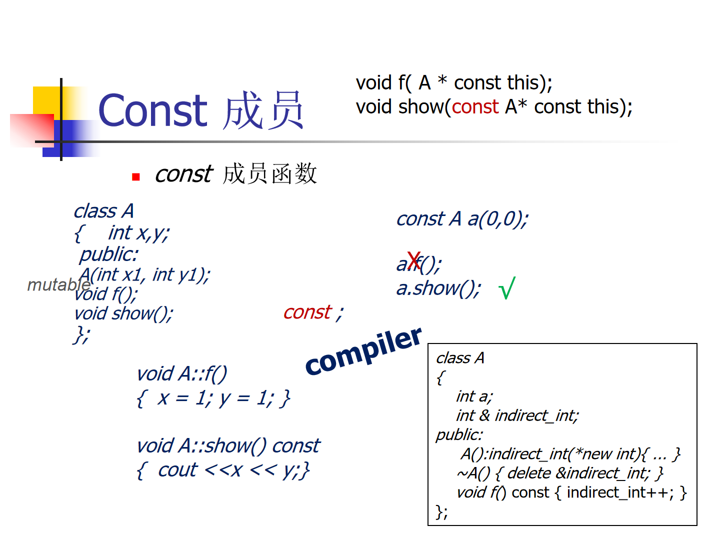 void f( A * const this);
void show(const A* const this);
Const 成员
const 成员函数
class A
{ int x,y;
public:
A(int x1, int y1);
mutable
void f();
void show();
const ;
};
const A a(0,0);
a.f();
X
a.show(); √
compiler
void A::f()
{ x = 1; y = 1; }
void A::show() const
{ cout <<x << y;}
class A
{
int a;
int & indirect_int;
public:
A():indirect_int(*new int){ ... }
~A() { delete &indirect_int; }
void f() const { indirect_int++; }
};